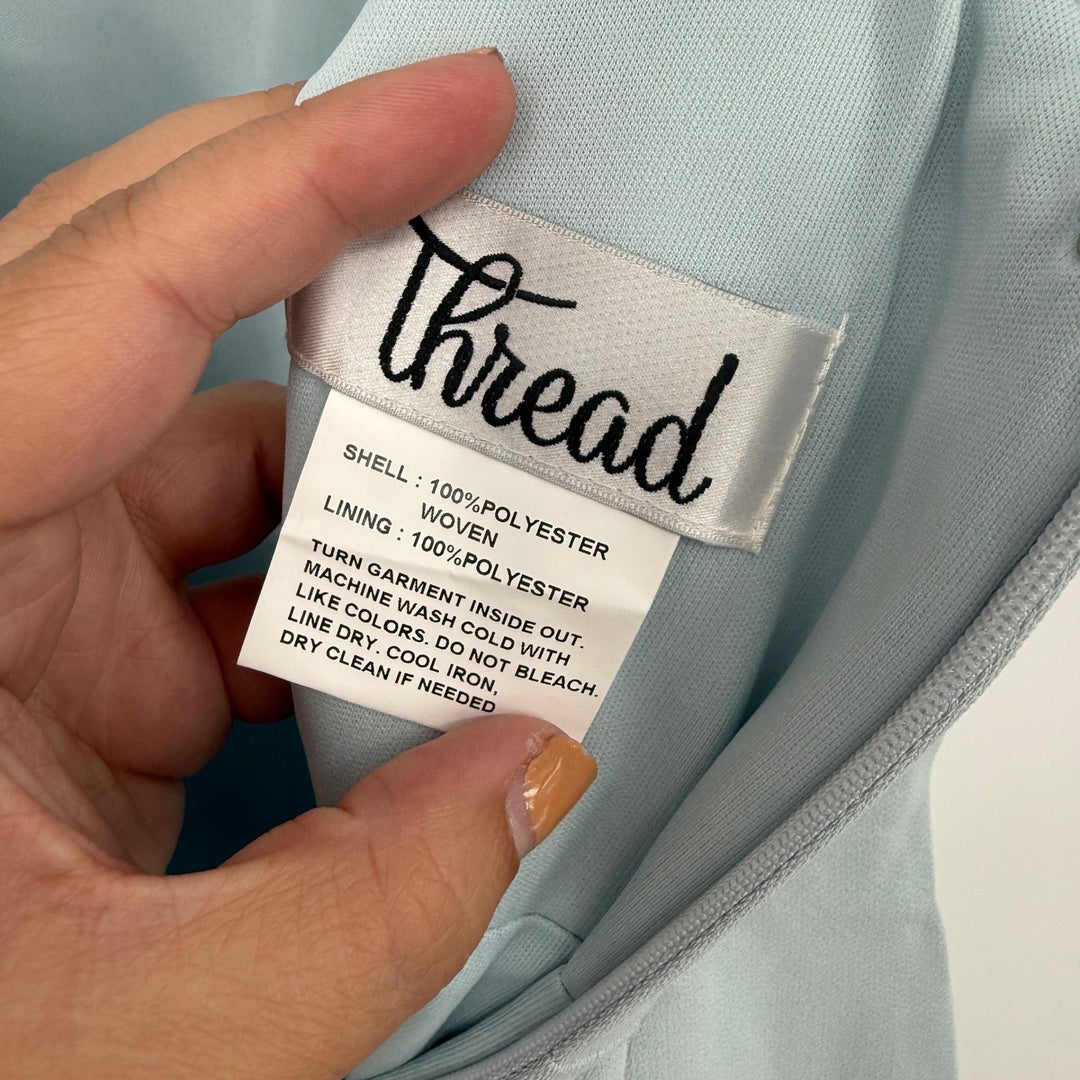 Thread
SHELL : 100%POLYESTER
WOVEN
LINING : 100%POLYESTER
TURN GARMENT INSIDE OUT.
MACHINE WASH COLD WITH
LIKE COLORS. DO NOT BLEACH.
LINE DRY. COOL IRON,
DRY CLEAN IF NEEDED